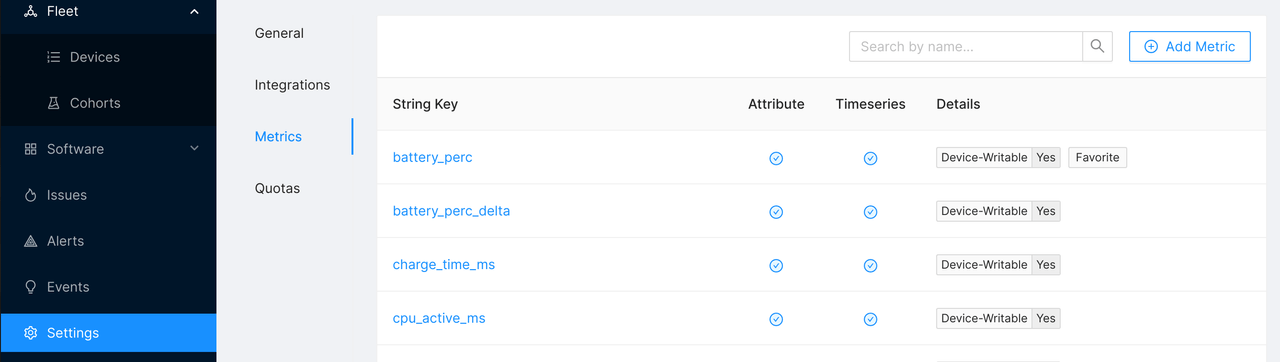 Fleet
Devices
Cohorts
Software
Issues
Alerts
Events
Settings
General
Integrations
Metrics
Quotas
Search by name...
Add Metric
String Key Attribute Timeseries Details
battery_perc Device-Writable Yes Favorite
battery_perc_delta Device-Writable Yes
charge_time_ms Device-Writable Yes
cpu_active_ms Device-Writable Yes